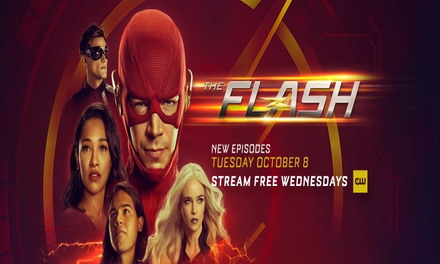 THE
FLASH
NEW EPISODES
TUESDAY OCTOBER 8
STREAM FREE WEDNESDAYS
CW